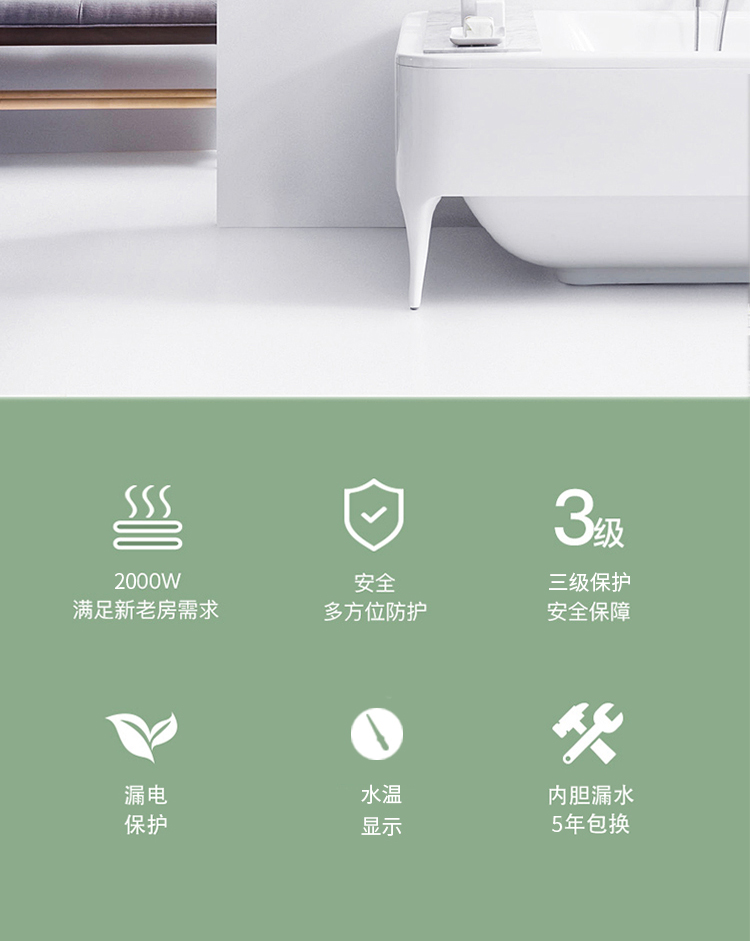 3级
2000W
满足新老房需求
安全
多方位防护
三级保护
安全保障
漏电
保护
水温
显示
内胆漏水
5年包换